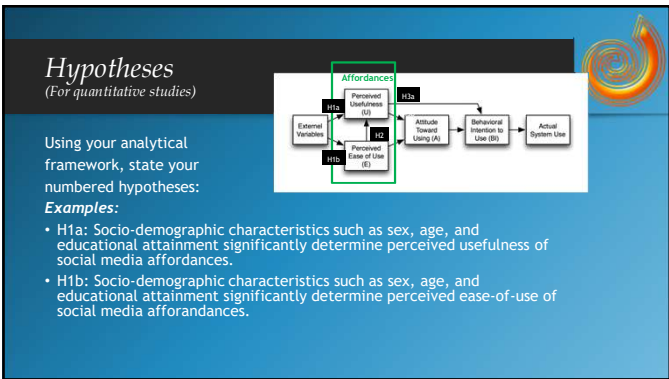 Hypotheses
(For quantitative studies)
Using your analytical
framework, state your
numbered hypotheses:
Examples:
• H1a: Socio-demographic characteristics such as sex, age, and
educational attainment significantly determine perceived usefulness of
social media affordances.
• H1b: Socio-demographic characteristics such as sex, age, and
educational attainment significantly determine perceived ease-of-use of
social media afforandances.
Affordances
H1a
Perceived
Usefulness
(U)
H3a
Externel
Variables
H2
Attitude
Toward
Using (A)
Behavioral
Intention to
Use (BI)
Actual
System Use
H1b
Perceived
Ease of Use
(E)